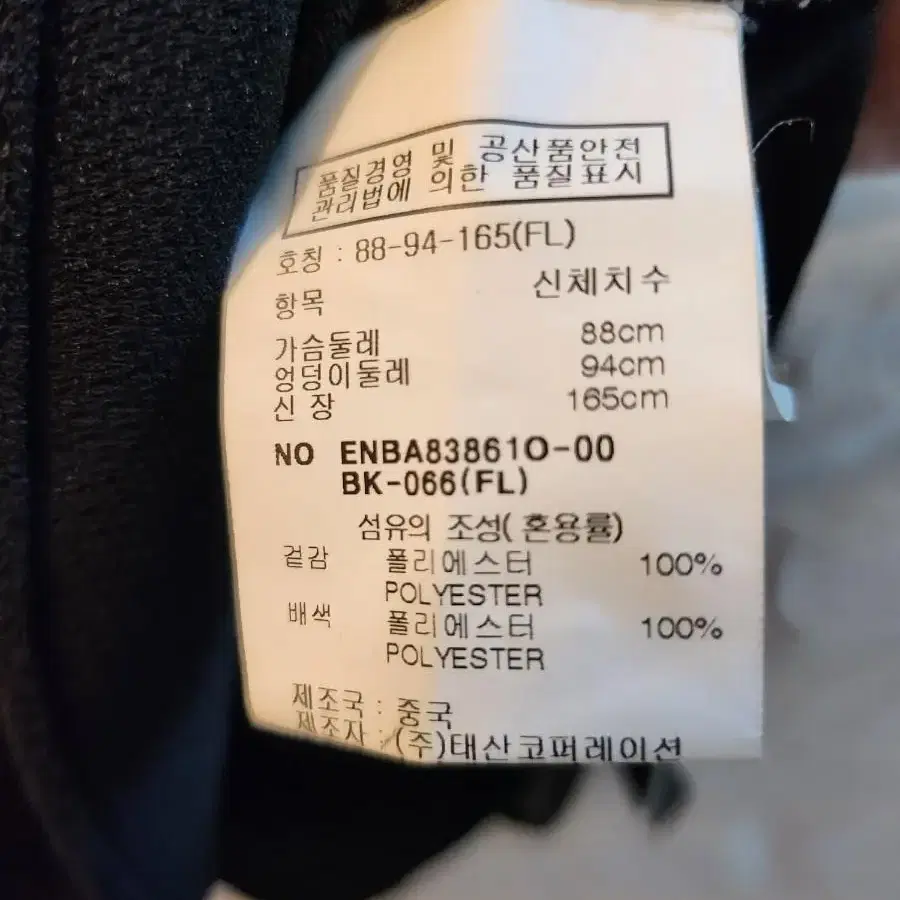 품질경영 및 공산품안전
관리법에 의한 품질표시
호칭 : 88-94-165(FL)
항목 신체치수
가슴둘레 88cm
엉덩이둘레 94cm
신 장 165cm
NO ENBA83861O-00
BK-066(FL)
섬유의 조성( 혼용률)
겉감 폴리에스터 100%
POLYESTER
배색 폴리에스터 100%
POLYESTER
제조국 : 중국
제조자 : (주)태산코퍼레이션